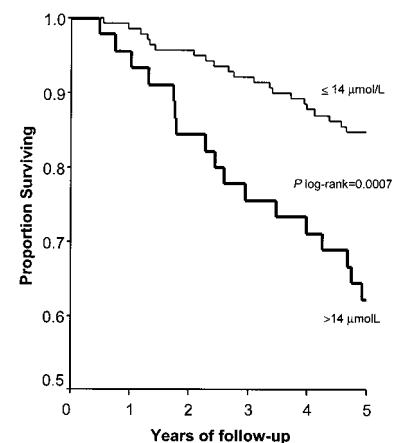 1.0
0.9
0.8
0.7
0.6
0.5
Proportion Surviving
≤ 14 μmol/L
P log-rank=0.0007
>14 μmolL
0 1 2 3 4 5
Years of follow-up